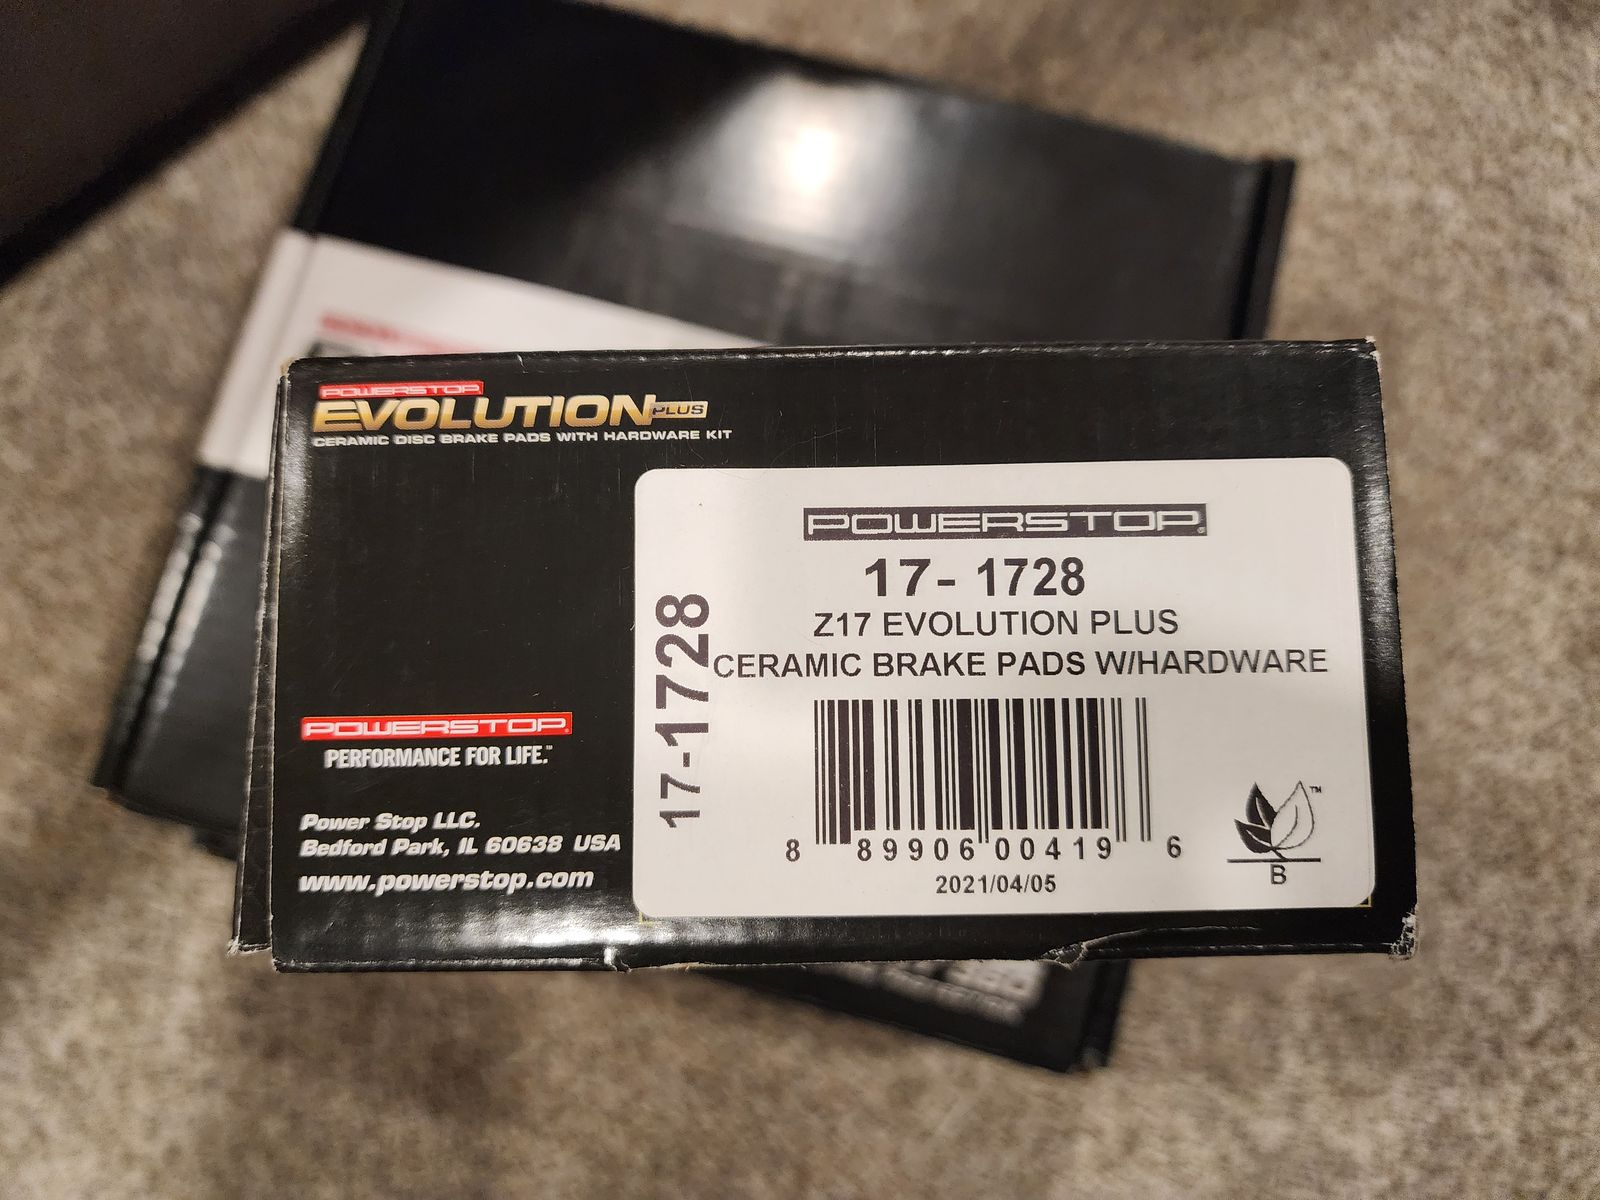 POWERSTOP
EVOLUTION PLUS
CERAMIC DISC BRAKE PADS WITH HARDWARE KIT
POWERSTOP
PERFORMANCE FOR LIFE.™
Power Stop LLC.
Bedford Park, IL 60638 USA
www.powerstop.com
17-1728
POWERSTOP
17- 1728
Z17 EVOLUTION PLUS
CERAMIC BRAKE PADS W/HARDWARE
8 89906 00419 6
2021/04/05
™
B